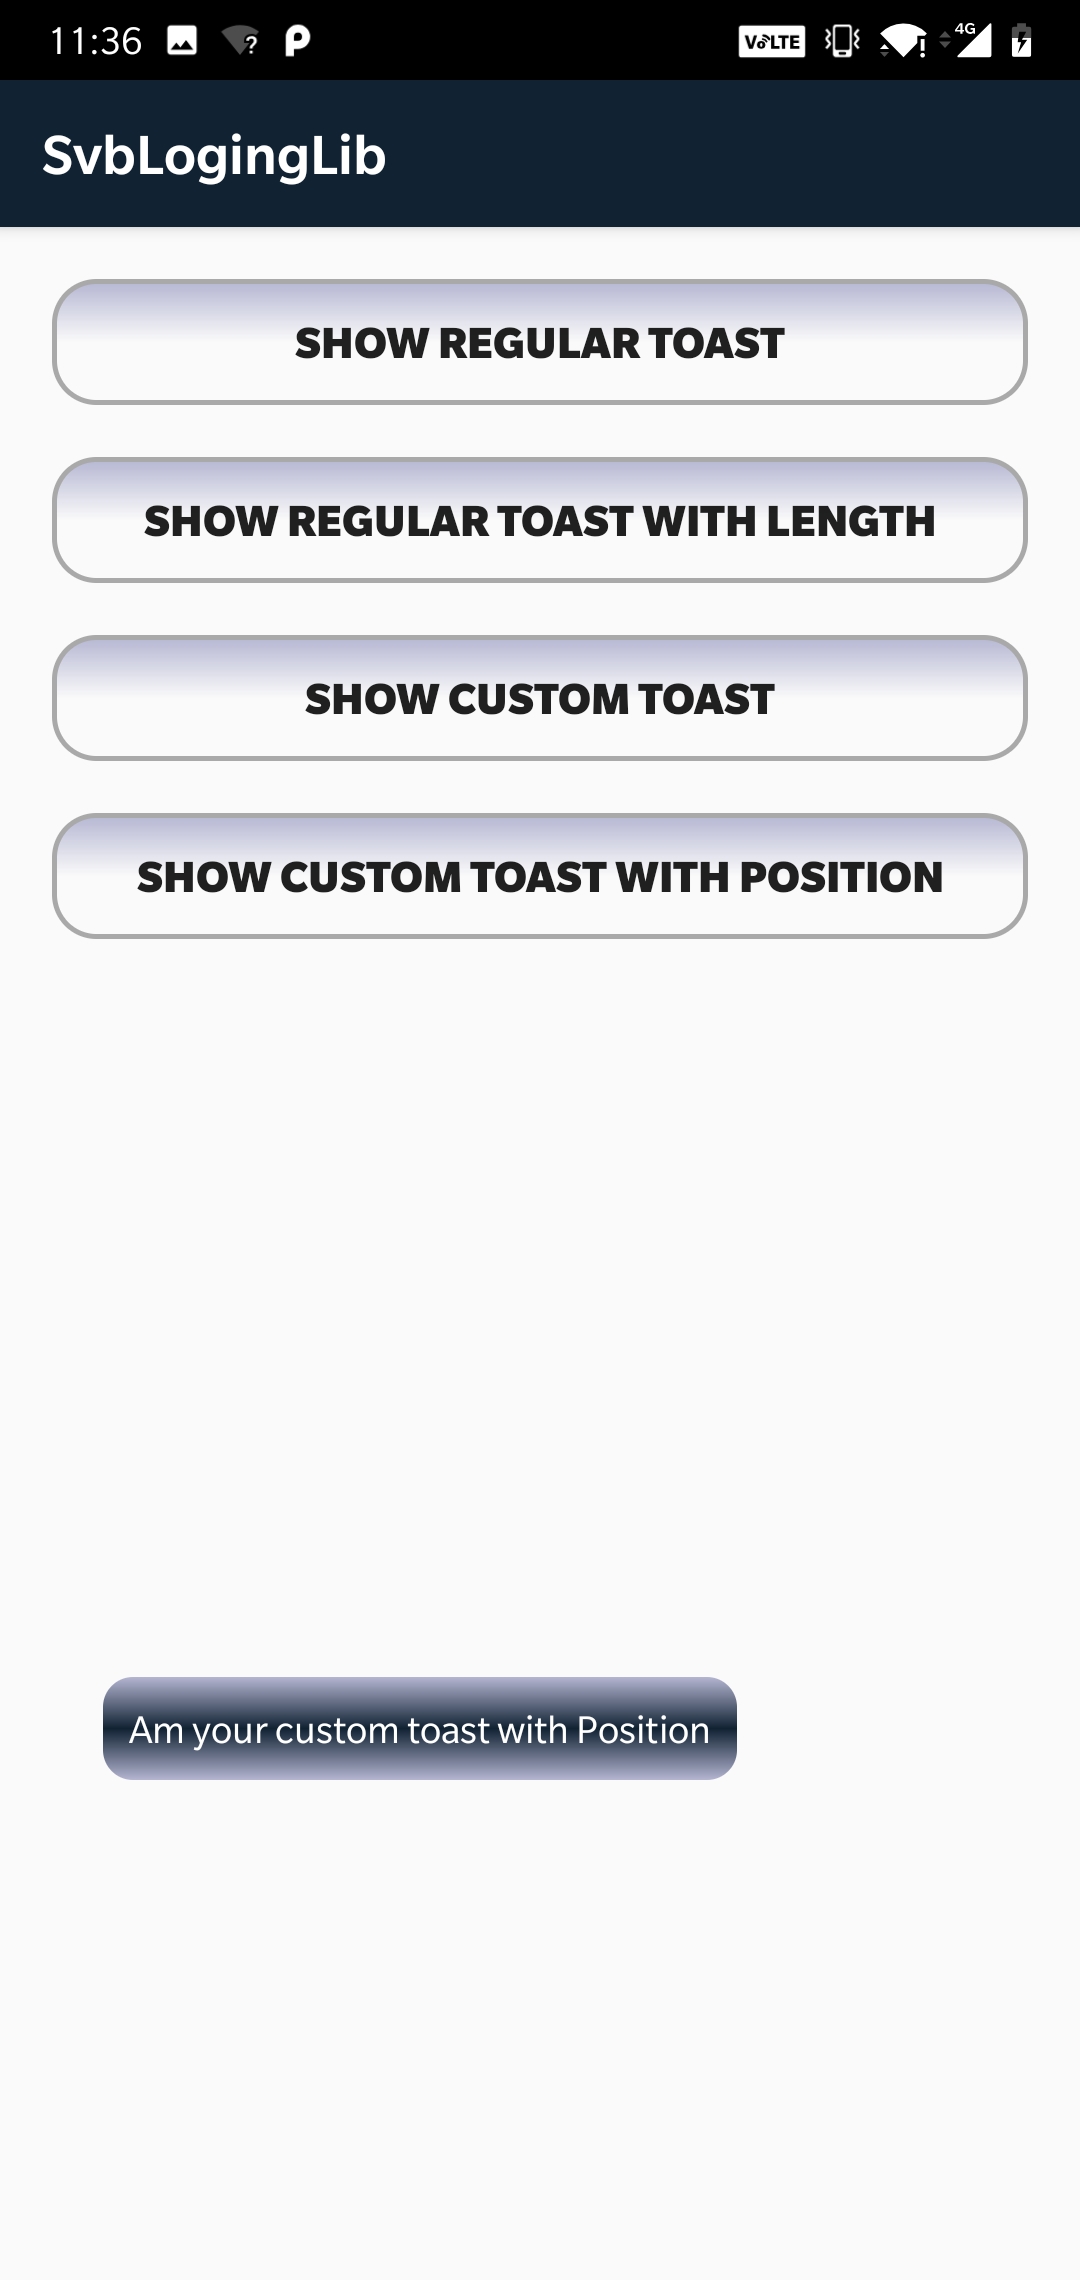 11:36
VoLTE
4G
SvbLogingLib
SHOW REGULAR TOAST
SHOW REGULAR TOAST WITH LENGTH
SHOW CUSTOM TOAST
SHOW CUSTOM TOAST WITH POSITION
Am your custom toast with Position